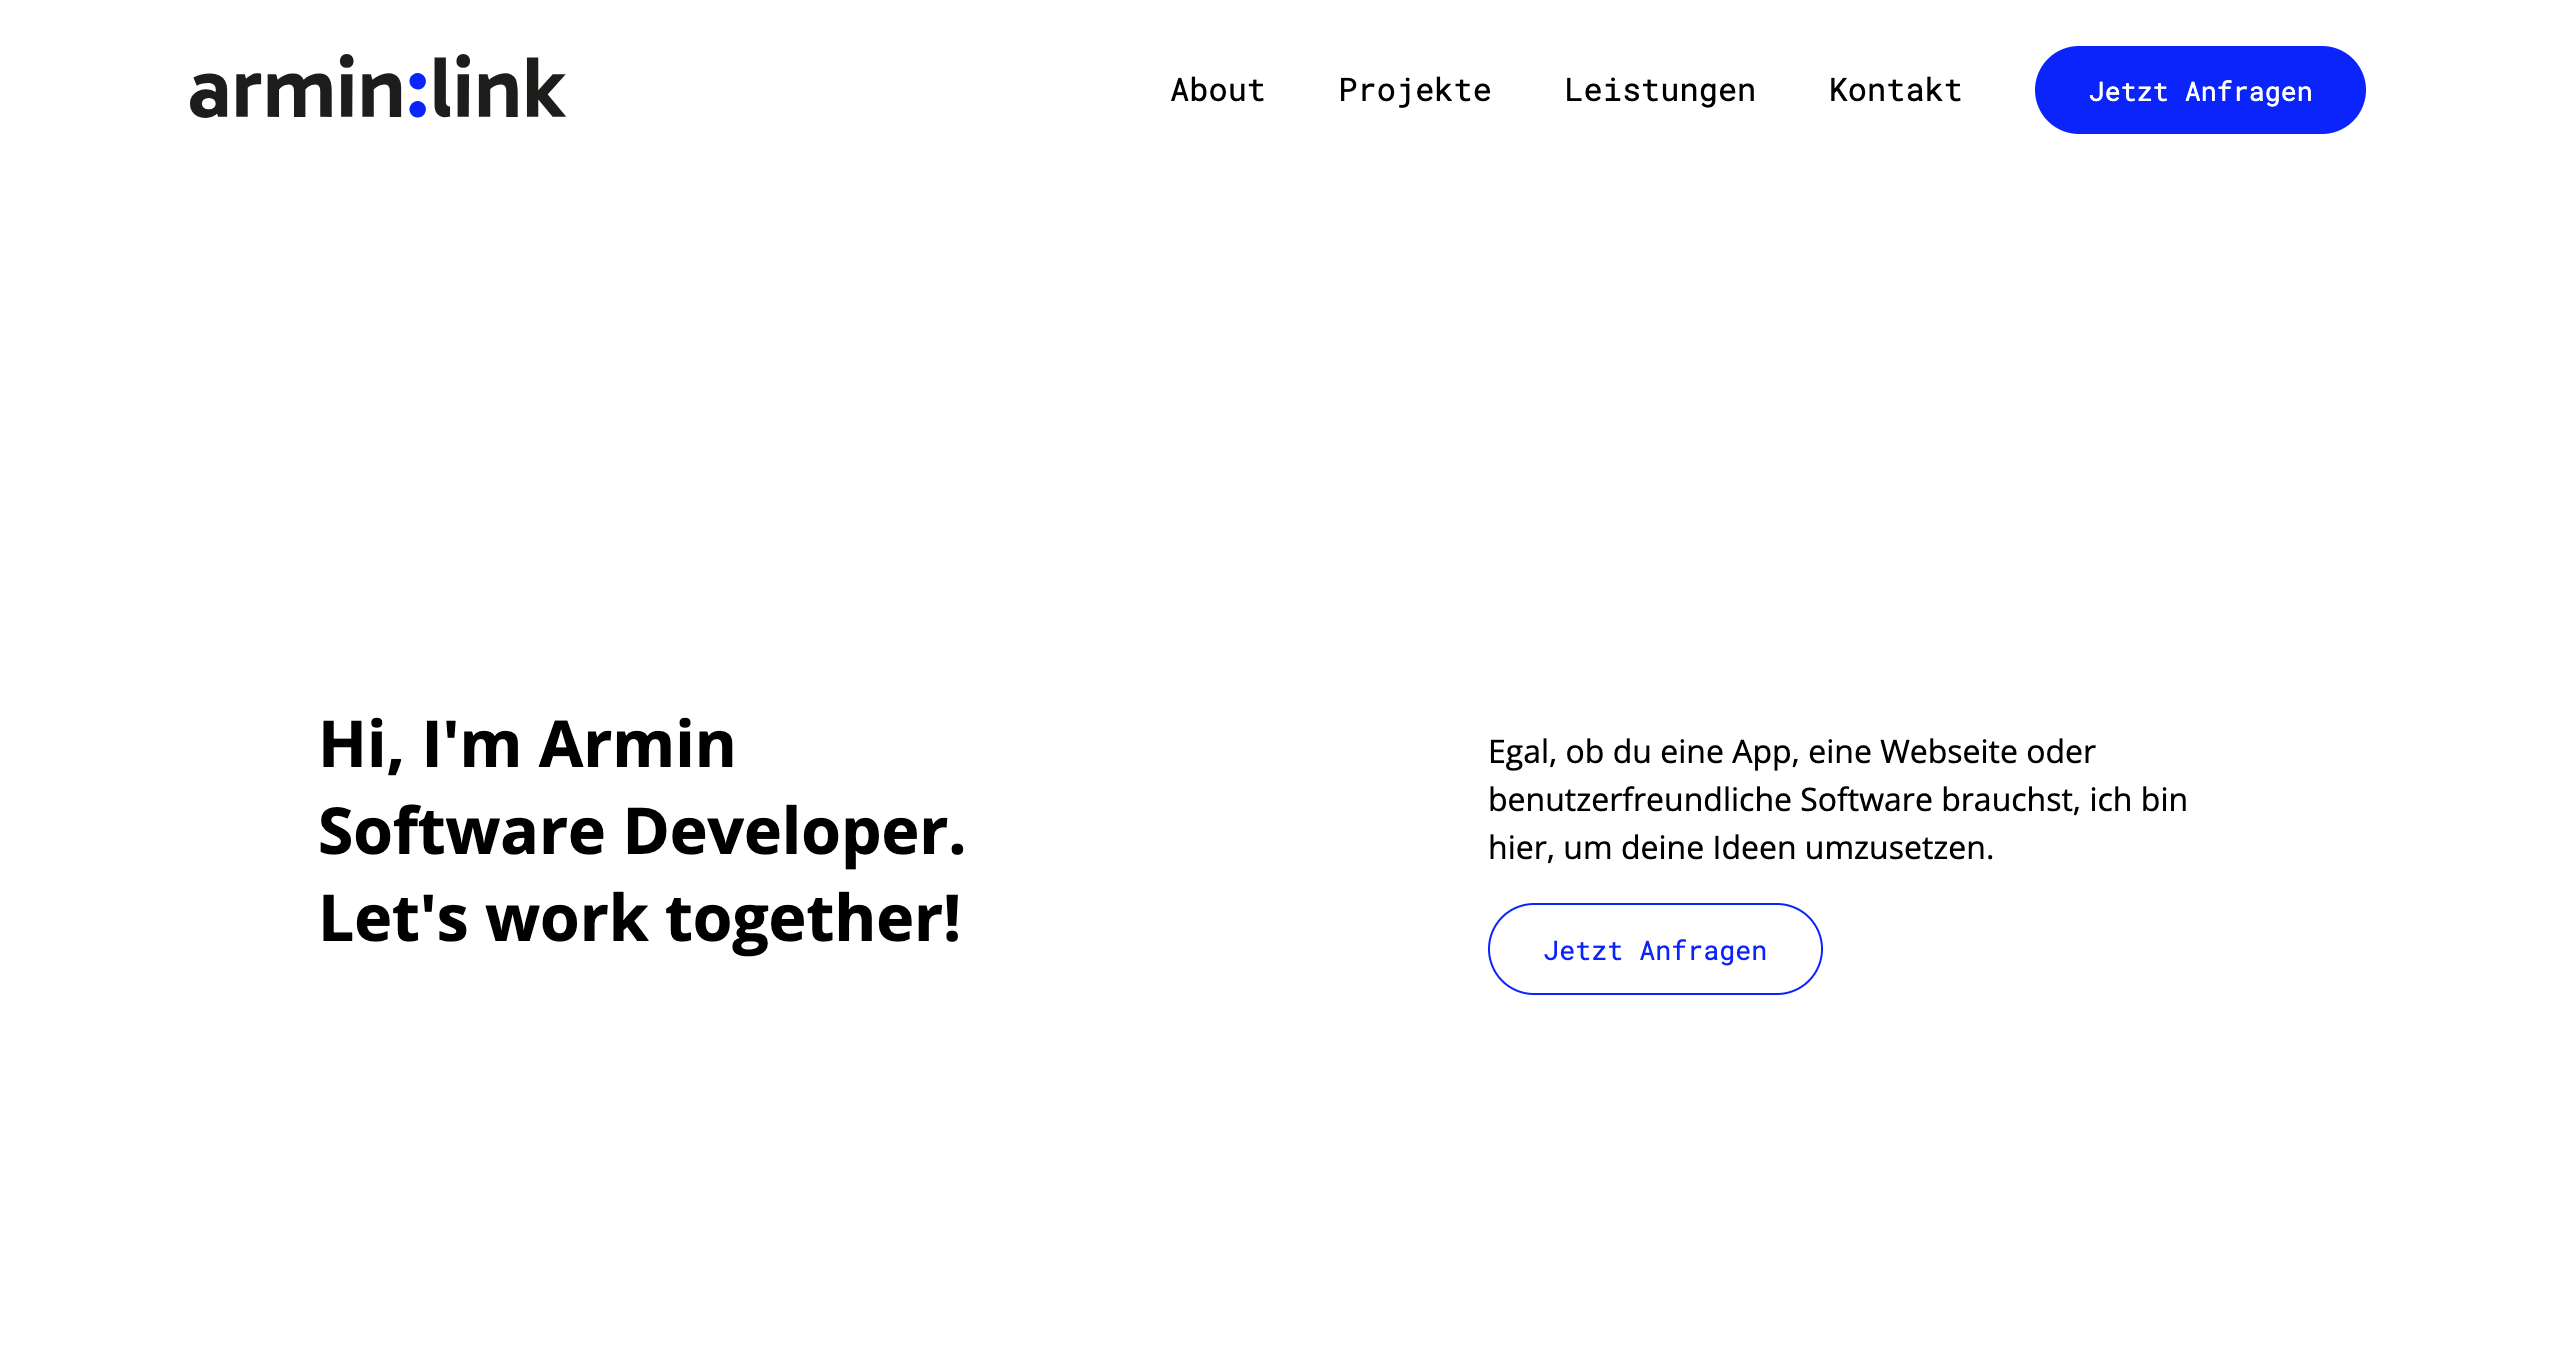 armin:link
About
Projekte
Leistungen
Kontakt
Jetzt Anfragen
Hi, I'm Armin
Software Developer.
Let's work together!
Egal, ob du eine App, eine Webseite oder
benutzerfreundliche Software brauchst, ich bin
hier, um deine Ideen umzusetzen.
Jetzt Anfragen